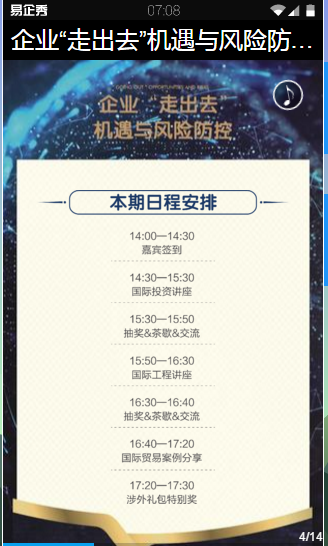 易企秀
07:08
企业“走出去”机遇与风险防...
企业 “走出去”
机遇与风险防控
本期日程安排
14:00—14:30
嘉宾签到
14:30—15:30
国际投资讲座
15:30—15:50
抽奖&茶歇&交流
15:50—16:30
国际工程讲座
16:30—16:40
抽奖&茶歇&交流
16:40—17:20
国际贸易案例分享
17:20—17:30
涉外礼包特别奖
4/14